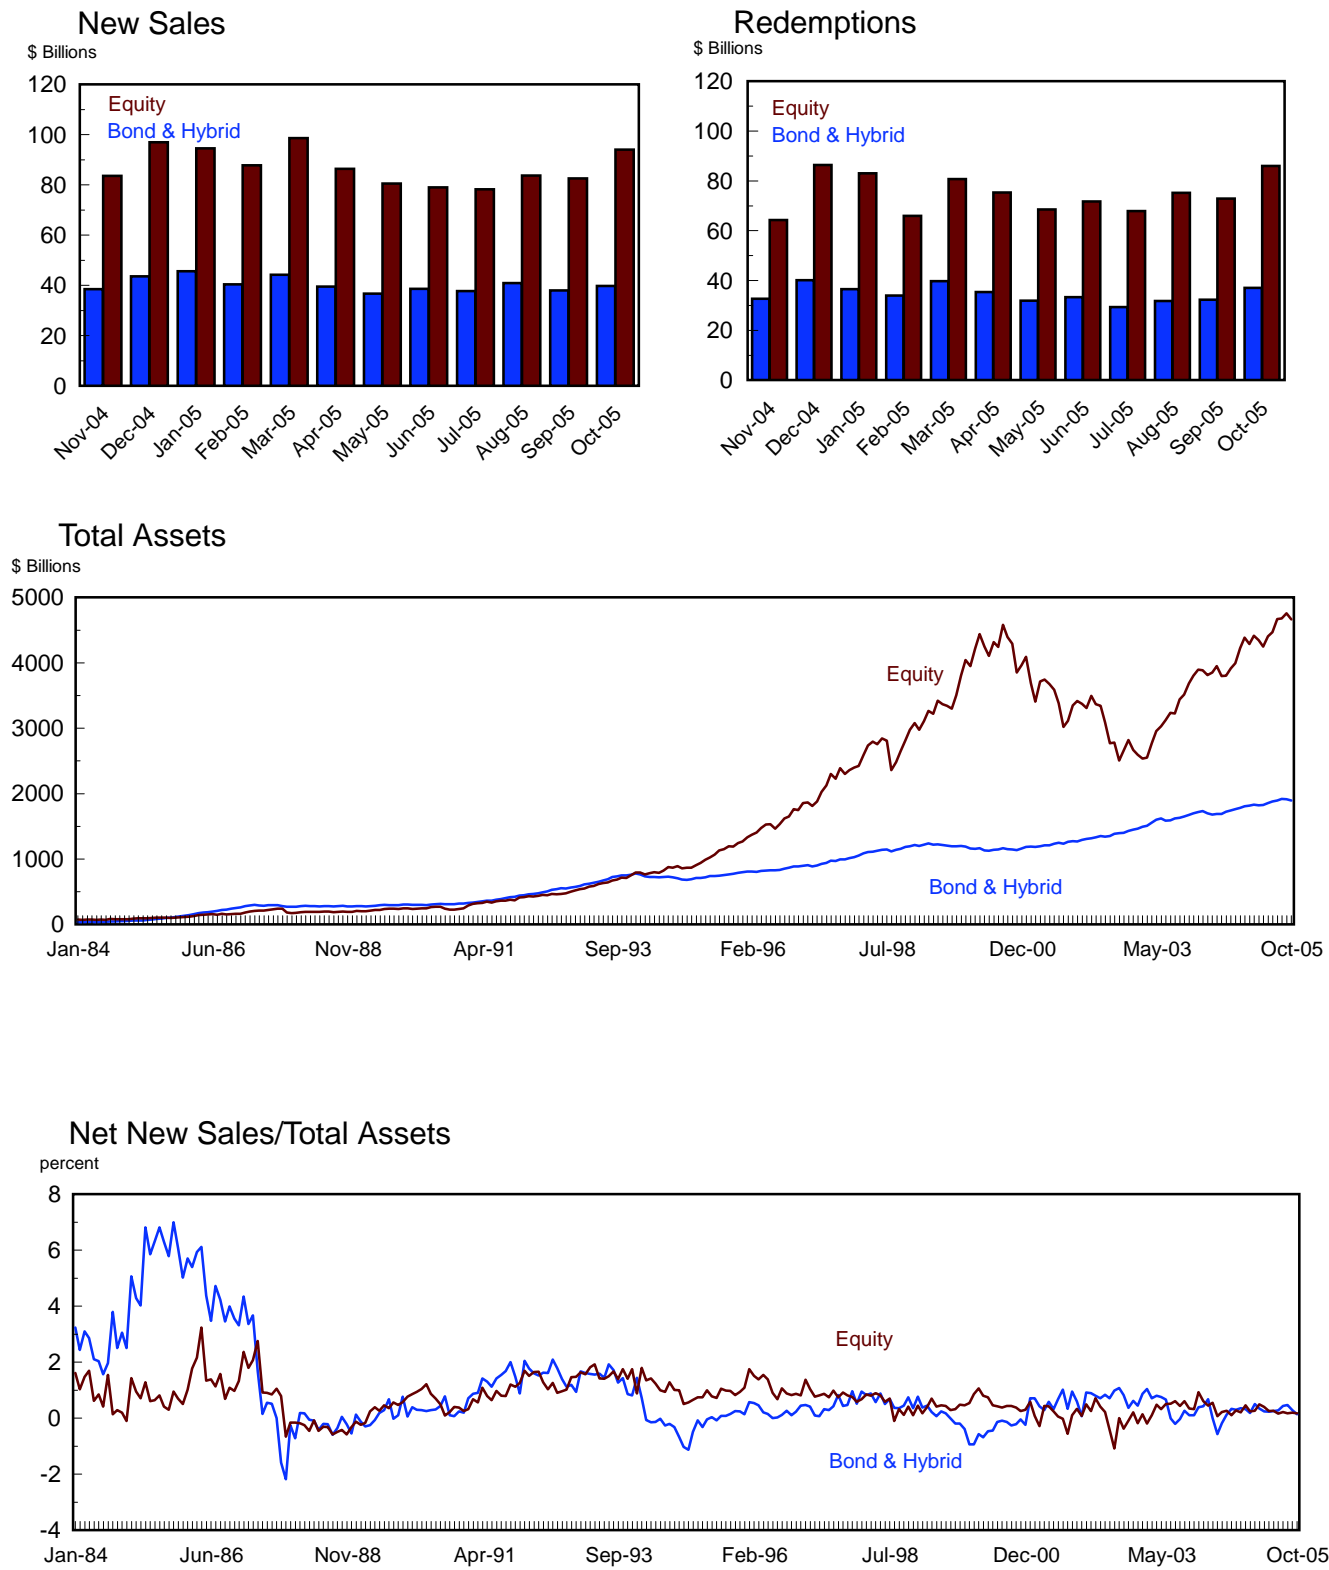 New Sales
$ Billions
120
100
80
60
40
20
0
Equity
Bond & Hybrid
Nov-04
Dec-04
Jan-05
Feb-05
Mar-05
Apr-05
May-05
Jun-05
Jul-05
Aug-05
Sep-05
Oct-05
Redemptions
$ Billions
120
100
80
60
40
20
0
Equity
Bond & Hybrid
Nov-04
Dec-04
Jan-05
Feb-05
Mar-05
Apr-05
May-05
Jun-05
Jul-05
Aug-05
Sep-05
Oct-05
Total Assets
$ Billions
5000
4000
3000
2000
1000
0
Equity
Bond & Hybrid
Jan-84 Jun-86 Nov-88 Apr-91 Sep-93 Feb-96 Jul-98 Dec-00 May-03 Oct-05
Net New Sales/Total Assets
percent
8
6
4
2
0
-2
-4
Equity
Bond & Hybrid
Jan-84 Jun-86 Nov-88 Apr-91 Sep-93 Feb-96 Jul-98 Dec-00 May-03 Oct-05